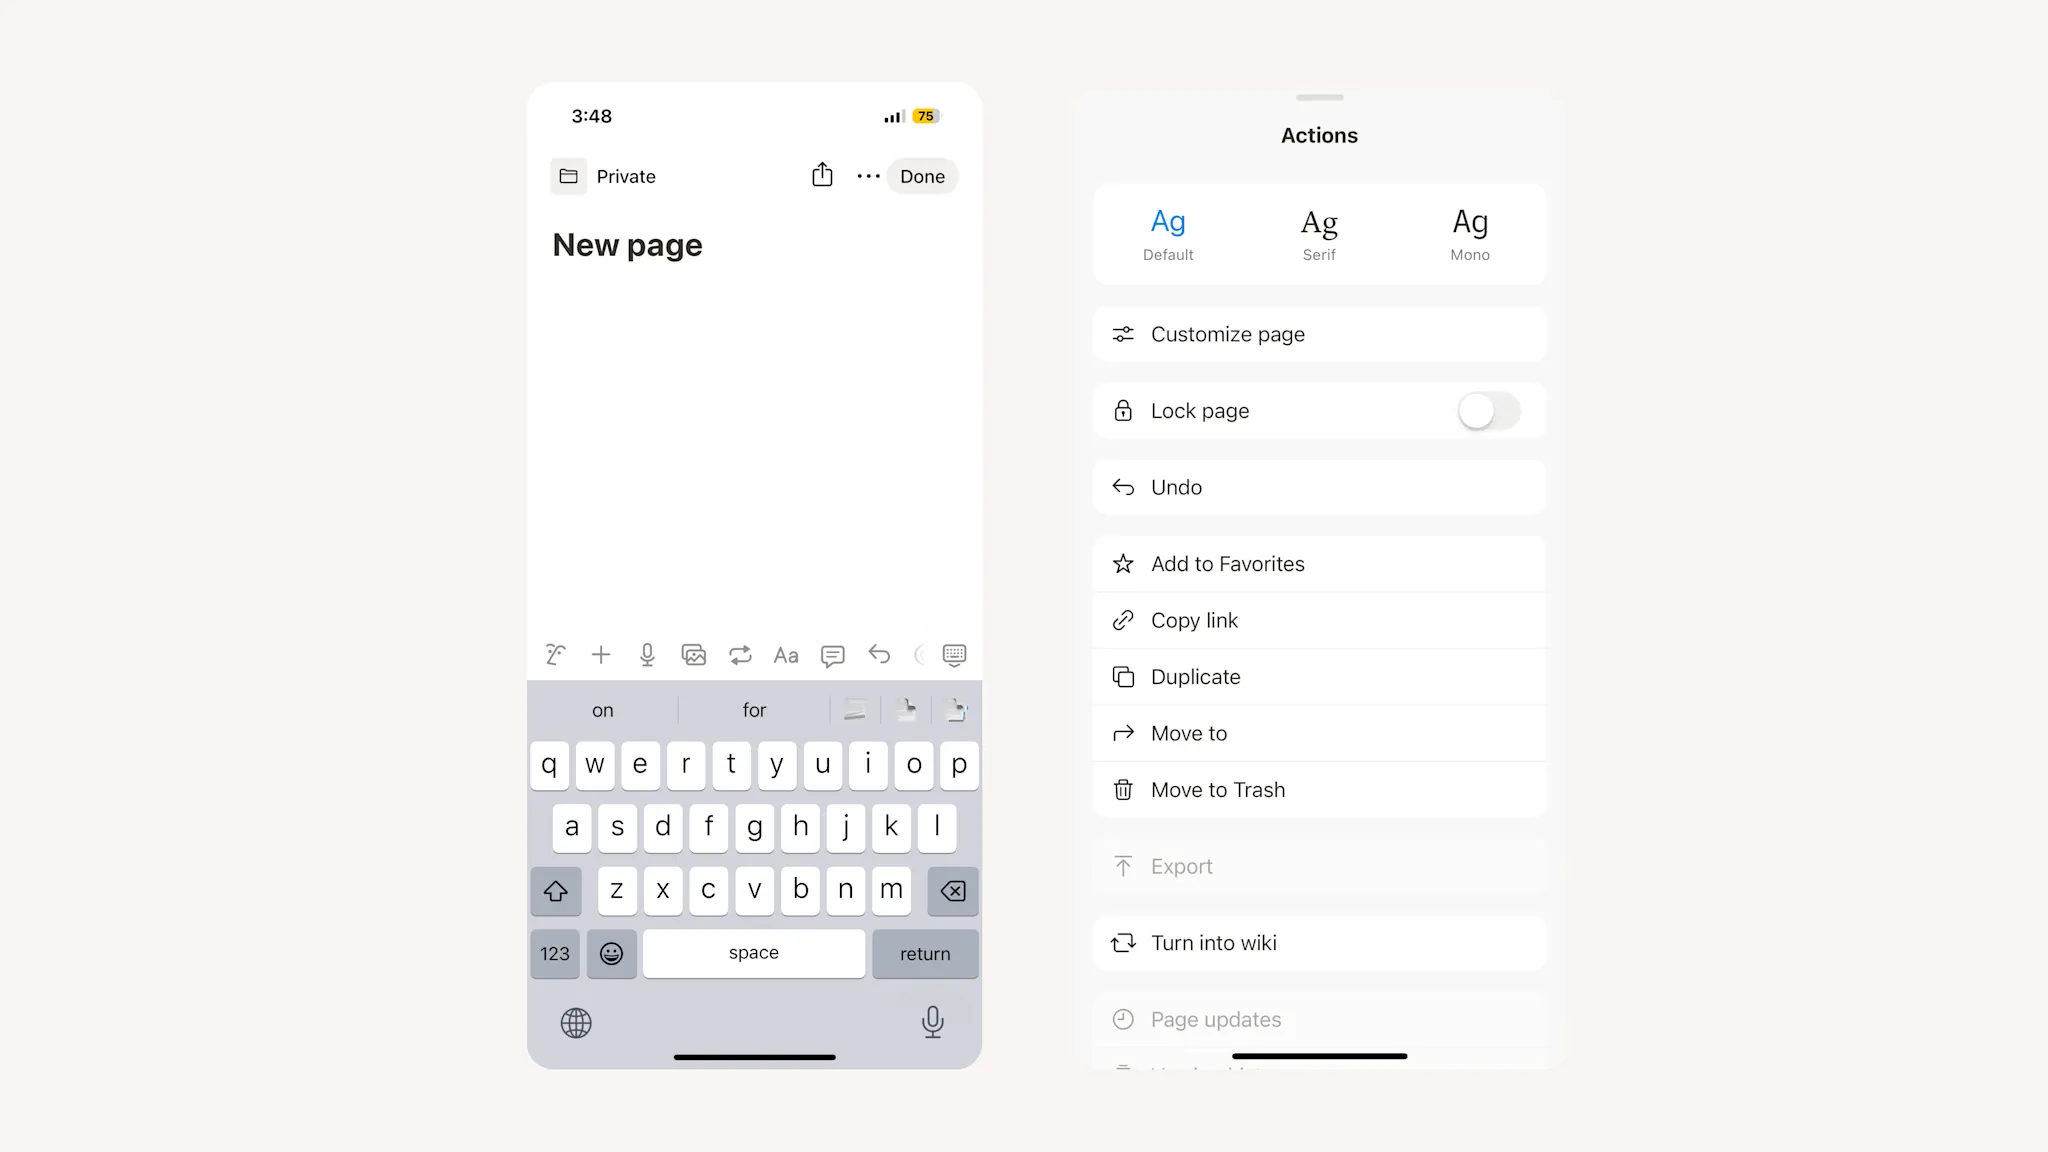 3:48
75
Private
Done
New page
Aa
on
for
q w e r t y u i o p
a s d f g h j k l
z x c v b n m
123
space
return
Actions
Ag Ag Ag
Default Serif Mono
Customize page
Lock page
Undo
Add to Favorites
Copy link
Duplicate
Move to
Move to Trash
Export
Turn into wiki
Page updates